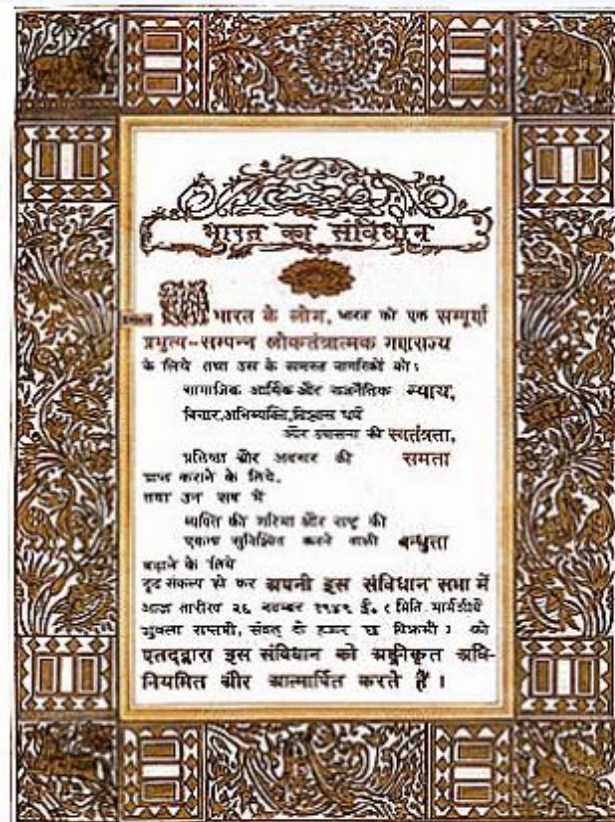 भारत का संविधान
भारत के लोग, भारत को एक सम्पूर्ण
प्रभुत्व-सम्पन्न लोकतंत्रात्मक गणराज्य
के लिये तथा उस के समस्त नागरिकों को:
सामाजिक आर्थिक और राजनैतिक न्याय,
विचार, अभिव्यक्ति, विश्वास धर्म
और उपासना की स्वतंत्रता,
प्रतिष्ठा और अवसर की समता
प्राप्त कराने के लिये,
तथा उन सब में
व्यक्ति की गरिमा और राष्ट्र की
एकता सुनिश्चित करने वाली बन्धुता
बढ़ाने के लिये
दृढ़ संकल्प हो कर अपनी इस संविधान सभा में
आज तारीख २६ नवम्बर १९४९ ई. (मिति मार्गशीर्ष
शुक्ला सप्तमी, संवत् दो हजार छ विक्रमी) को
एतद्द्वारा इस संविधान को अङ्गीकृत अधि-
नियमित और आत्मार्पित करते हैं।